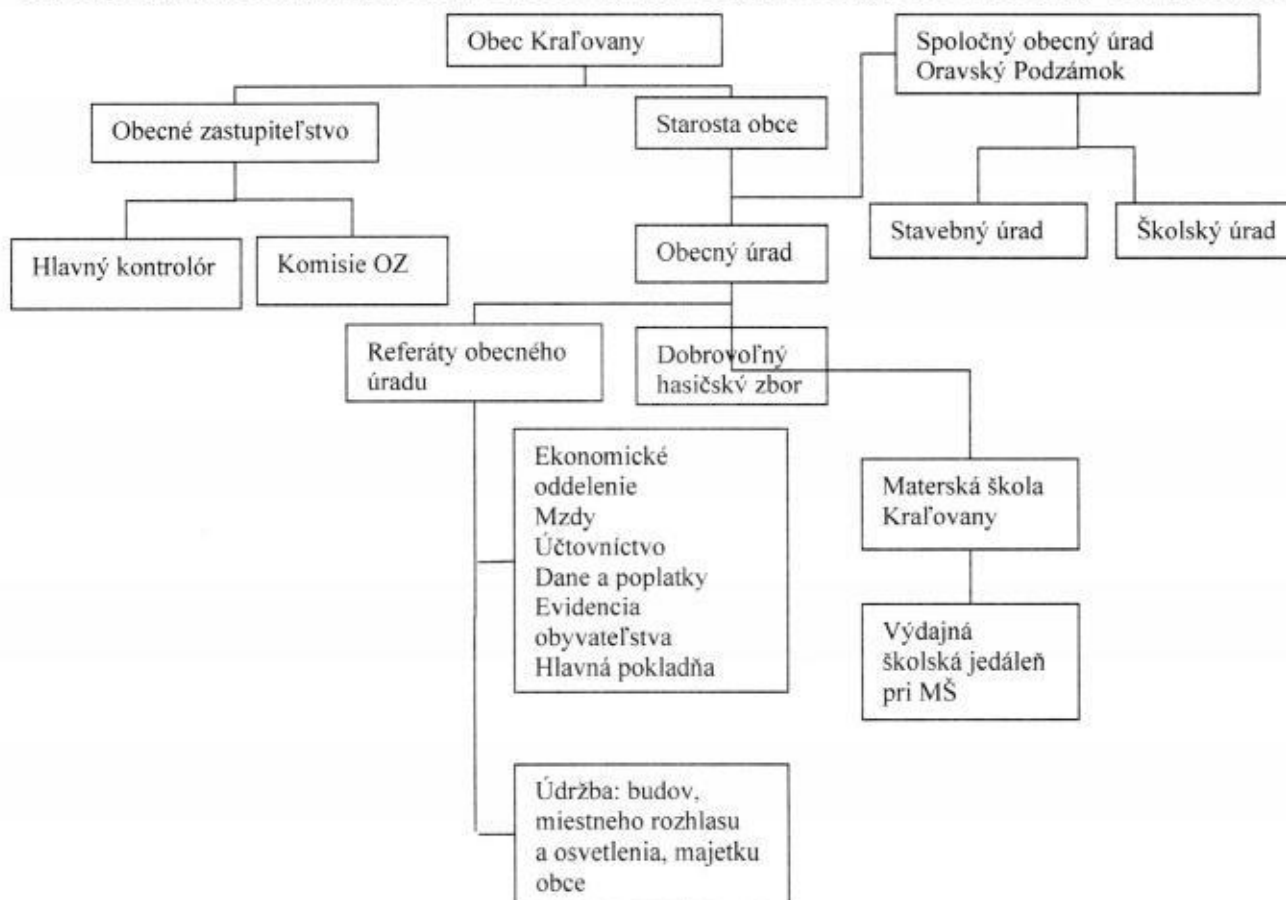 Obec Kraľovany
Spoločný obecný úrad
Oravský Podzámok
Obecné zastupiteľstvo
Starosta obce
Stavebný úrad
Školský úrad
Hlavný kontrolór
Komisie OZ
Obecný úrad
Referáty obecného
úradu
Dobrovoľný
hasičský zbor
Ekonomické
oddelenie
Mzdy
Účtovníctvo
Dane a poplatky
Evidencia
obyvateľstva
Hlavná pokladňa
Materská škola
Kraľovany
Výdajná
školská jedáleň
pri MŠ
Údržba: budov,
miestneho rozhlasu
a osvetlenia, majetku
obce